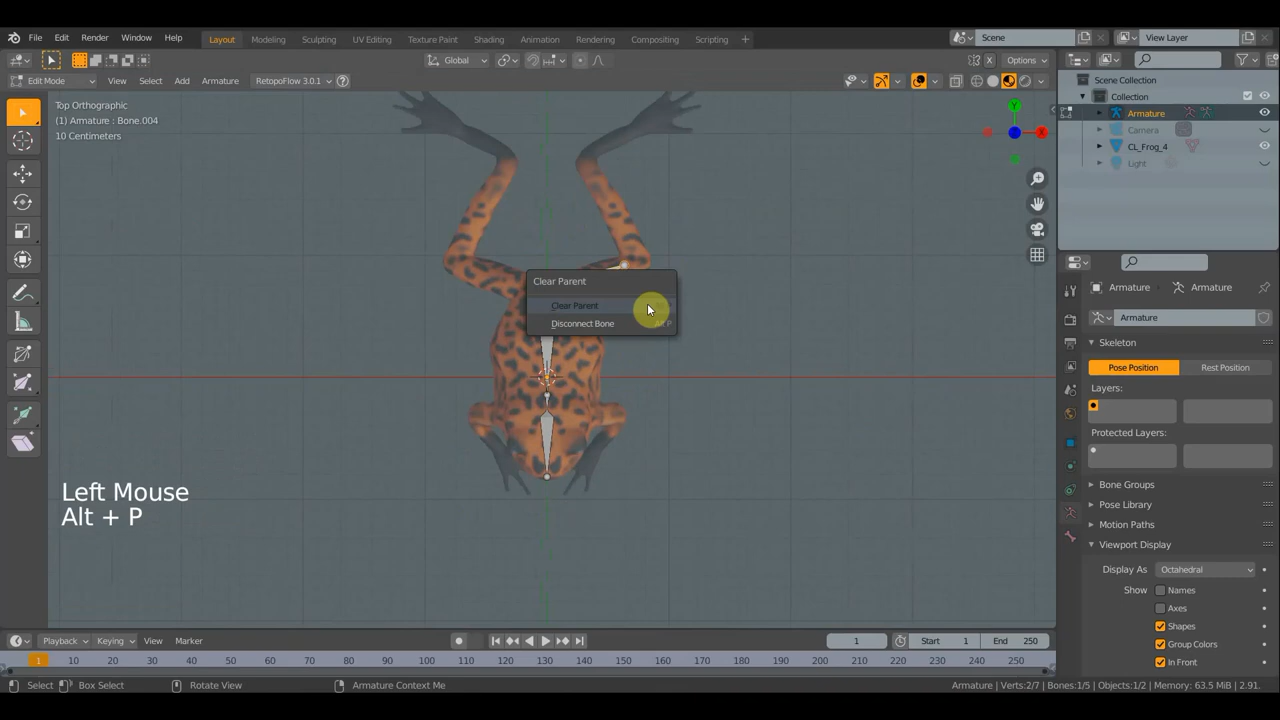 File Edit Render Window Help Layout Modeling Sculpting UV Editing Texture Paint Shading Animation Rendering Compositing Scripting + Scene View Layer
Global X Options
Edit Mode View Select Add Armature RetopoFlow 3.0.1 ?
Top Orthographic
(1) Armature : Bone.004
10 Centimeters
Y
X
Z
Scene Collection
Collection
Armature
Camera
CL_Frog_4
Light
Clear Parent
Clear Parent
Disconnect Bone Alt P
Left Mouse
Alt + P
Armature Armature
Armature
Skeleton
Pose Position Rest Position
Layers:
Protected Layers:
Bone Groups
Pose Library
Motion Paths
Viewport Display
Display As Octahedral
Show Names
Axes
Shapes
Group Colors
In Front
Playback Keying View Marker 1 Start 1 End 250
1 10 20 30 40 50 60 70 80 90 100 110 120 130 140 150 160 170 180 190 200 210 220 230 240 250
Select Box Select Rotate View Armature Context Me Armature | Verts:2/7 | Bones:1/5 | Objects:1/2 | Memory: 63.5 MiB | 2.91.